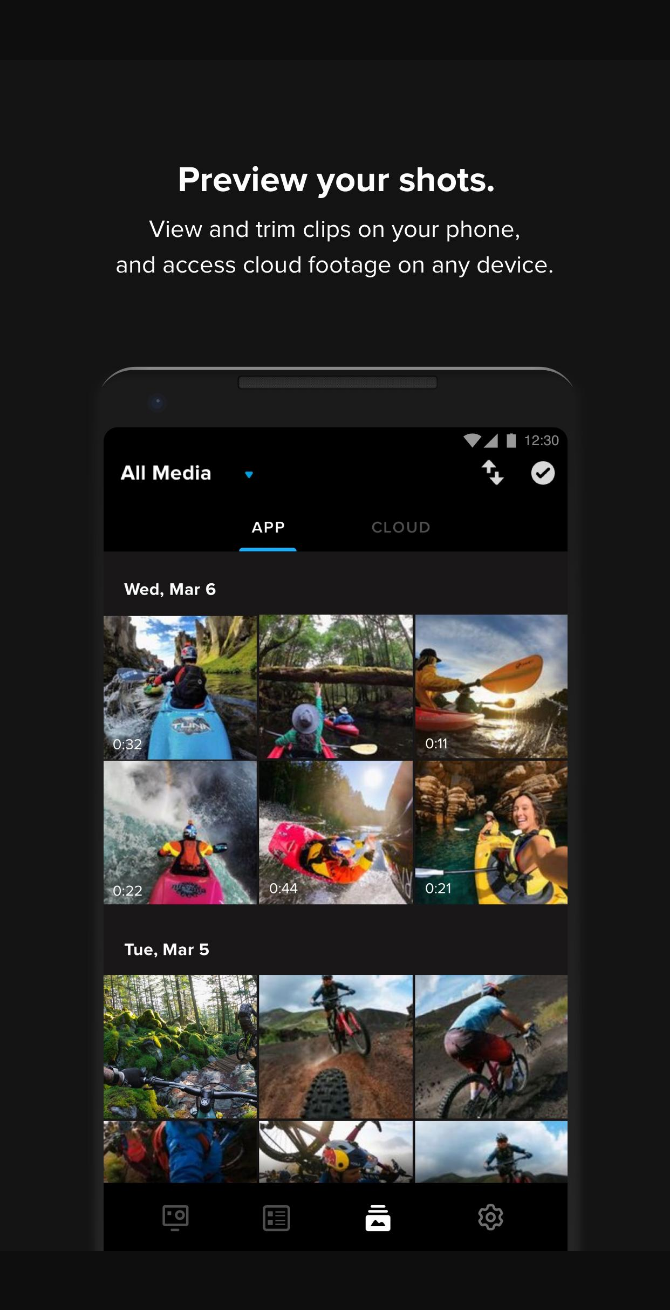 Preview your shots.
View and trim clips on your phone,
and access cloud footage on any device.
12:30
All Media
APP CLOUD
Wed, Mar 6
0:32 0:11
0:22 0:44 0:21
Tue, Mar 5